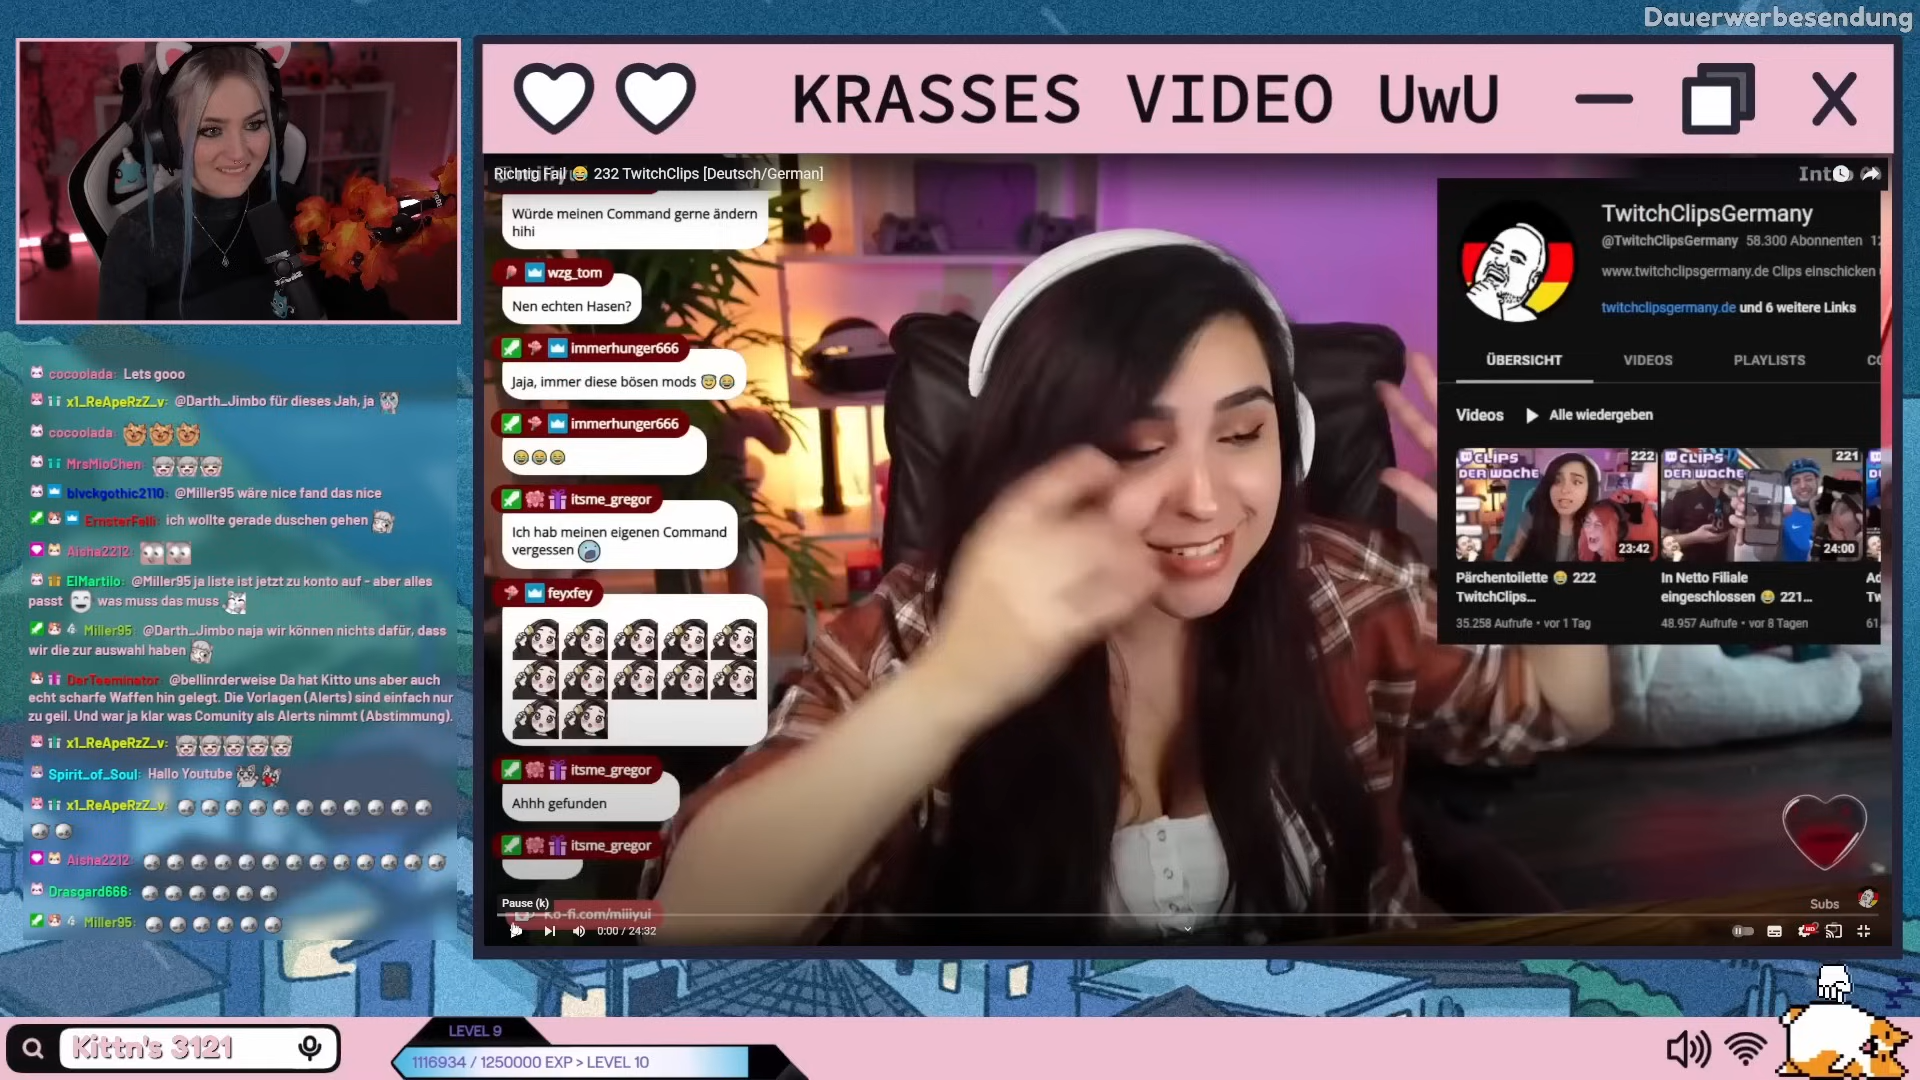 Dauerwerbesendung
KRASSES VIDEO UwU
Richtig Fail 😅 232 TwitchClips [Deutsch/German]
Würde meinen Command gerne ändern
hihi
wzg_tom
Nen echten Hasen?
immerhunger666
Jaja, immer diese bösen mods 😇😂
immerhunger666
😂😂😂
itsme_gregor
Ich hab meinen eigenen Command
vergessen
feyxfey
itsme_gregor
Ahhh gefunden
itsme_gregor
Pause (k)
Ko-fi.com/miiiyui
0:00 / 24:32
TwitchClipsGermany
@TwitchClipsGermany 58.300 Abonnenten
www.twitchclipsgermany.de Clips einschicken
twitchclipsgermany.de und 6 weitere Links
ÜBERSICHT VIDEOS PLAYLISTS
Videos Alle wiedergeben
CLIPS
DER WOCHE
222
23:42
CLIPS
DER WOCHE
221
24:00
Pärchentoilette 😂 222
TwitchClips...
35.258 Aufrufe • vor 1 Tag
In Netto Filiale
eingeschlossen 😂 221...
48.957 Aufrufe • vor 8 Tagen
Subs
cocoolada: Lets gooo
x1_ReApeRzZ_v: @Darth_Jimbo für dieses Jah, ja
cocoolada:
MrsMioChen:
blvckgothic2110: @Miller95 wäre nice fand das nice
ErnsterFelli: ich wollte gerade duschen gehen
Aisha2212:
ElMartilo: @Miller95 ja liste ist jetzt zu konto auf - aber alles
passt was muss das muss
Miller95: @Darth_Jimbo naja wir können nichts dafür, dass
wir die zur auswahl haben
DerTeeminator: @bellinrderweise Da hat Kitto uns aber auch
echt scharfe Waffen hin gelegt. Die Vorlagen (Alerts) sind einfach nur
zu geil. Und war ja klar was Comunity als Alerts nimmt (Abstimmung).
x1_ReApeRzZ_v:
Spirit_of_Soul: Hallo Youtube
x1_ReApeRzZ_v:
Aisha2212:
Drasgard666:
Miller95:
Kittn's 3121
LEVEL 9
1116934 / 1250000 EXP > LEVEL 10